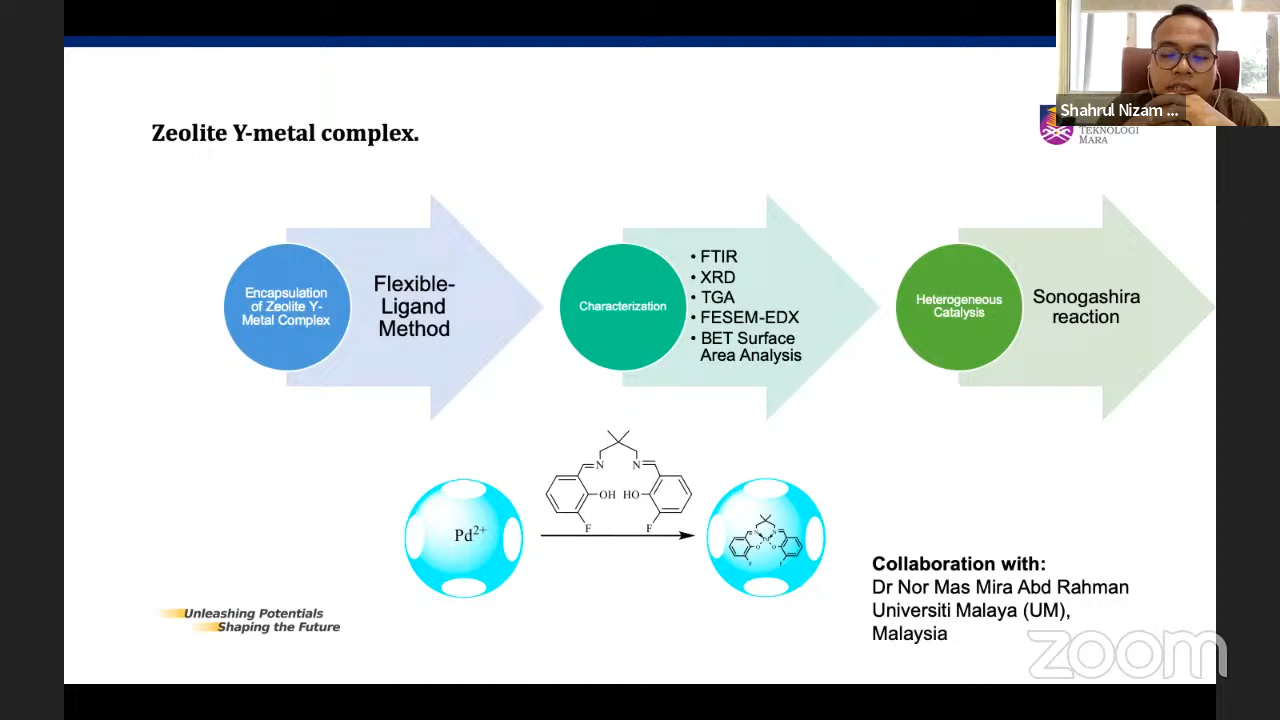 Shahrul Nizam ...
TEKNOLOGI
MARA
Zeolite Y-metal complex.
Encapsulation
of Zeolite Y-
Metal Complex
Flexible-
Ligand
Method
Characterization
• FTIR
• XRD
• TGA
• FESEM-EDX
• BET Surface
Area Analysis
Heterogeneous
Catalysis
Sonogashira
reaction
Pd2+
N
N
OH
HO
F
F
Collaboration with:
Dr Nor Mas Mira Abd Rahman
Universiti Malaya (UM),
Malaysia
Unleashing Potentials
Shaping the Future
zoom